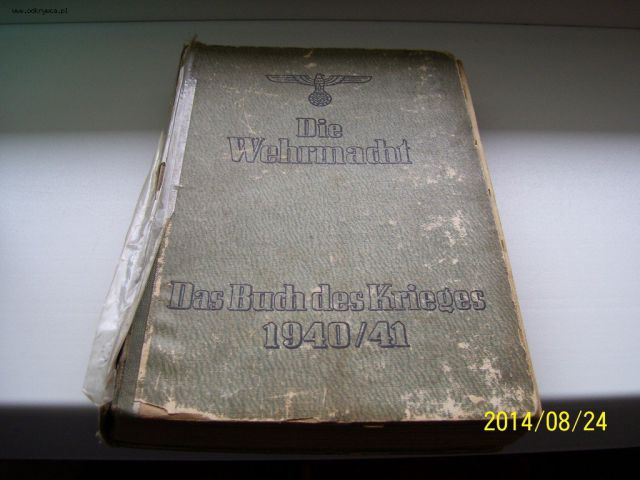 www.odkrywca.pl
Die
Wehrmacht
Das Buch des Krieges
1940/41
2014/08/24